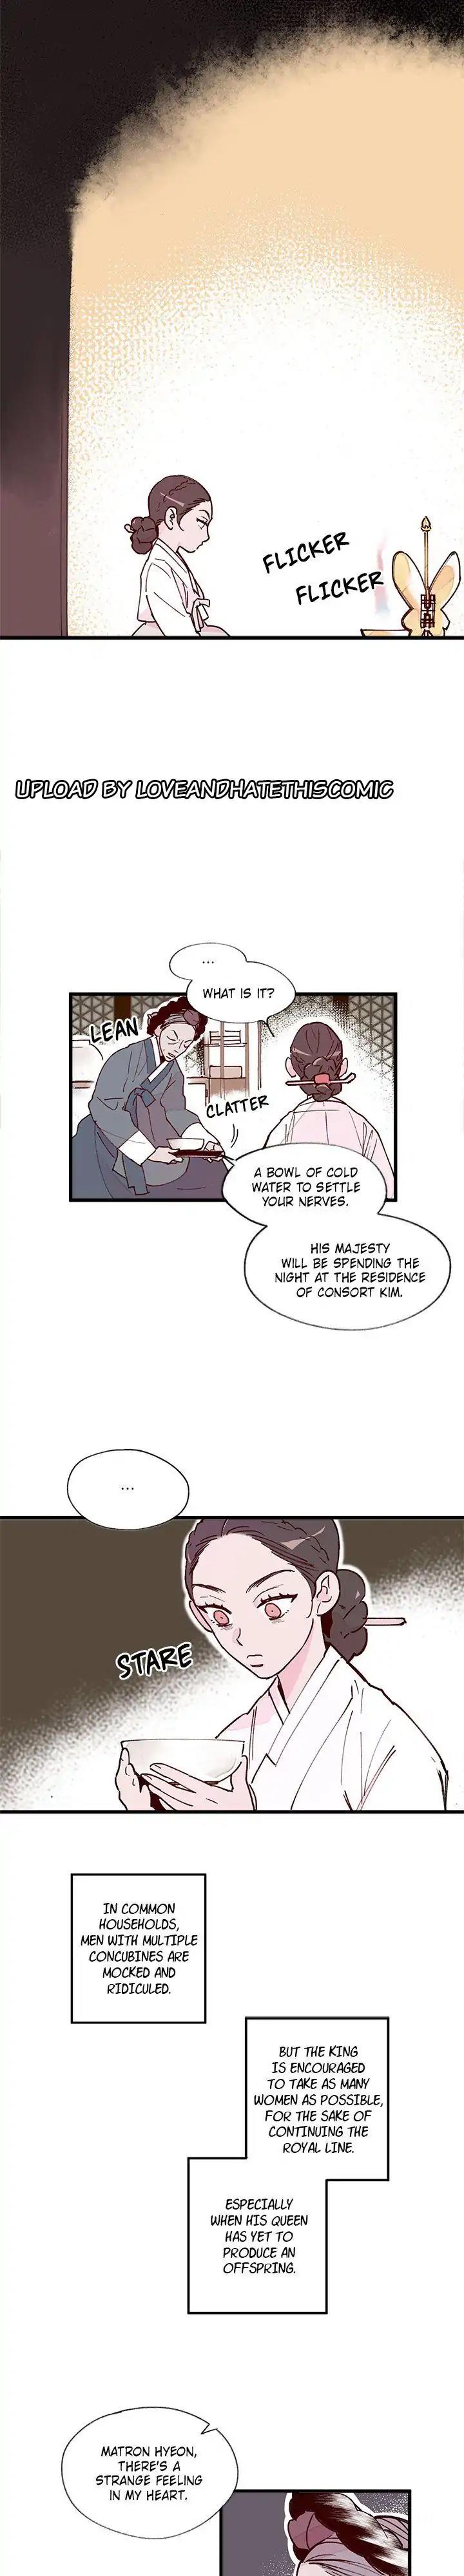 FLICKER
FLICKER
UPLOAD BY LOVEANDHATETHISCOMIC
...
WHAT IS IT?
LEAN
CLATTER
A BOWL OF COLD
WATER TO SETTLE
YOUR NERVES.
HIS MAJESTY
WILL BE SPENDING THE
NIGHT AT THE RESIDENCE
OF CONSORT KIM.
...
STARE
IN COMMON
HOUSEHOLDS,
MEN WITH MULTIPLE
CONCUBINES ARE
MOCKED AND
RIDICULED.
BUT THE KING
IS ENCOURAGED
TO TAKE AS MANY
WOMEN AS POSSIBLE,
FOR THE SAKE OF
CONTINUING THE
ROYAL LINE.
ESPECIALLY
WHEN HIS QUEEN
HAS YET TO
PRODUCE AN
OFFSPRING.
MATRON HYEON,
THERE'S A
STRANGE FEELING
IN MY HEART.